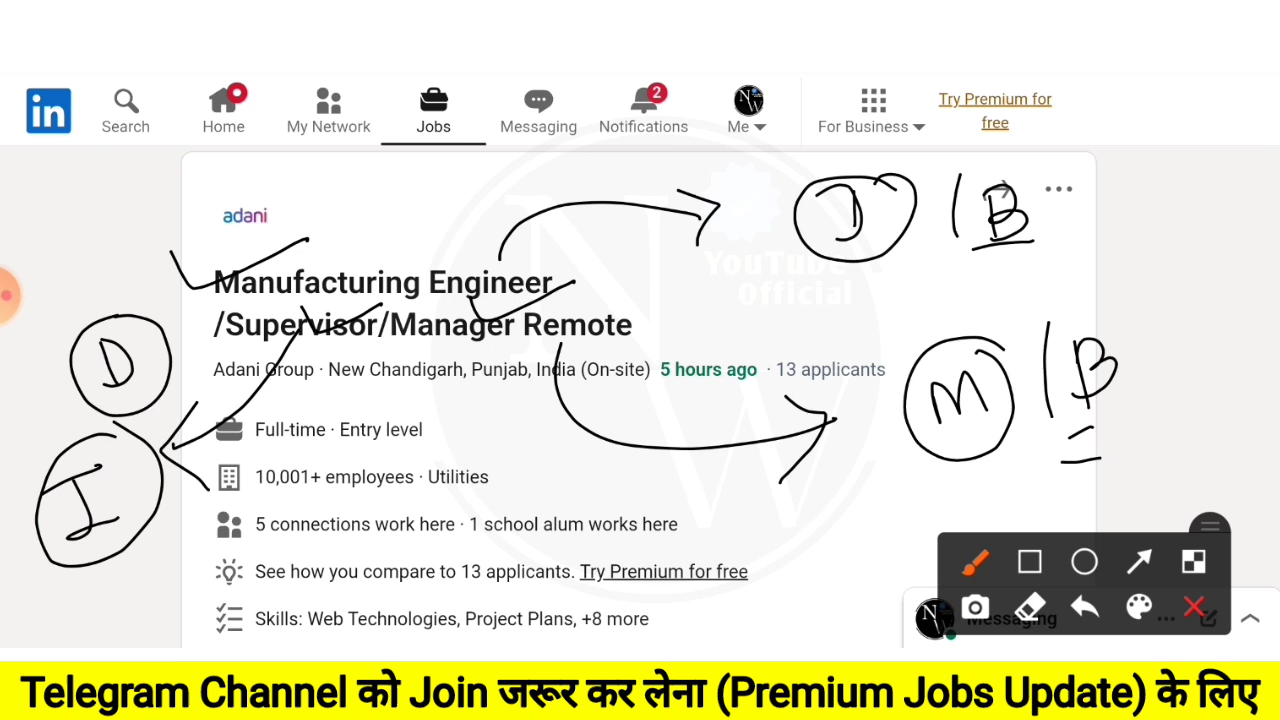 in
Search
Home
My Network
Jobs
Messaging
2
Notifications
Me
For Business
Try Premium for
free
adani
Manufacturing Engineer
/Supervisor/Manager Remote
Adani Group · New Chandigarh, Punjab, India (On-site) 5 hours ago · 13 applicants
Full-time · Entry level
10,001+ employees · Utilities
5 connections work here · 1 school alum works here
See how you compare to 13 applicants. Try Premium for free
Skills: Web Technologies, Project Plans, +8 more
YouTube
Official
NW
D
I
| B
M | B
Messaging
Telegram Channel को Join जरूर कर लेना (Premium Jobs Update) के लिए